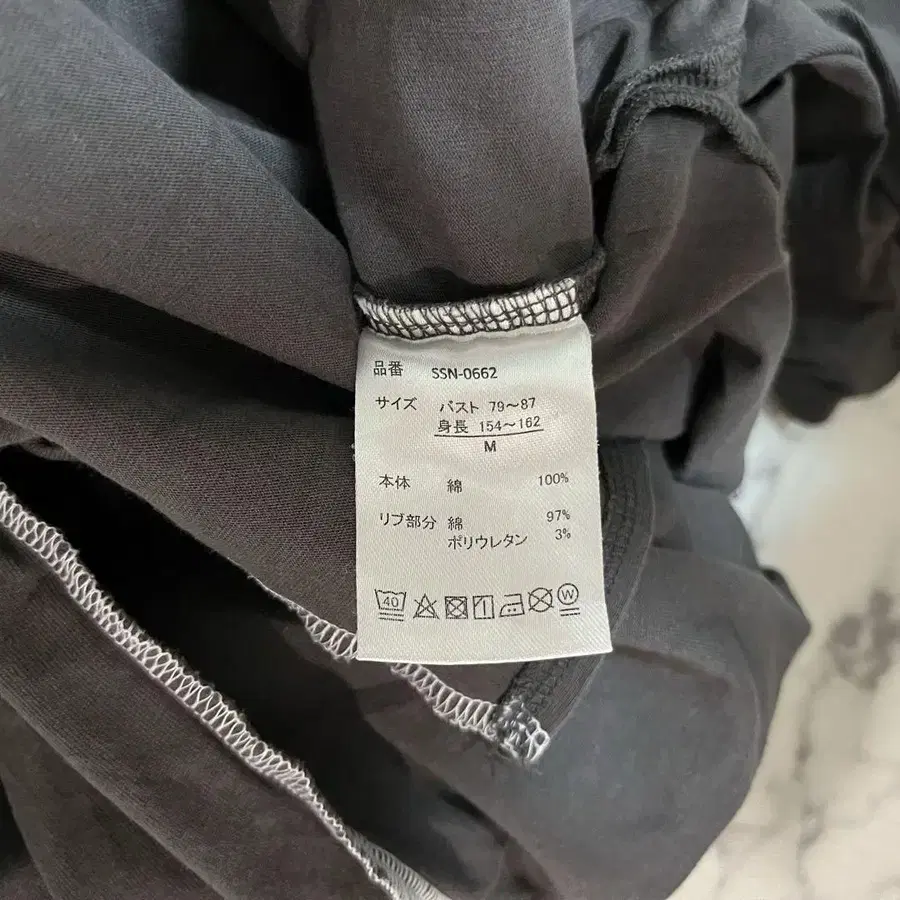 品番 SSN-0662
サイズ バスト 79～87
身長 154～162
M
本体 綿 100%
リブ部分 綿 97%
ポリウレタン 3%
40 W